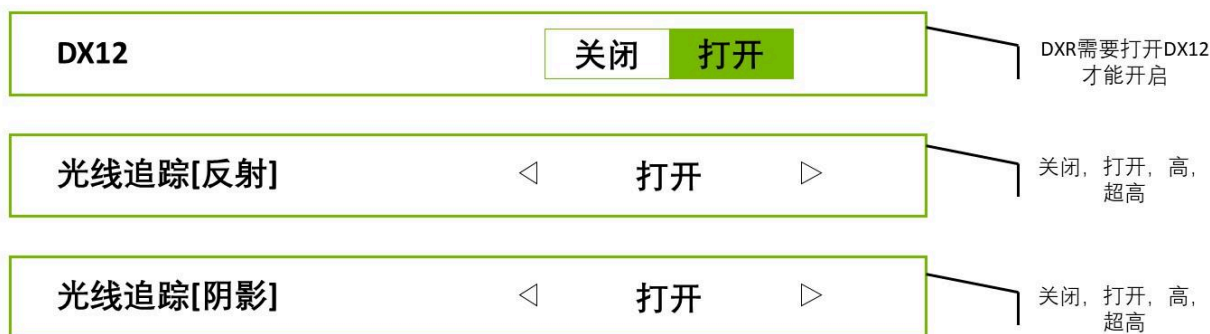 DX12
关闭
打开
DXR需要打开DX12
才能开启
光线追踪[反射]
打开
关闭，打开，高，
超高
光线追踪[阴影]
打开
关闭，打开，高，
超高